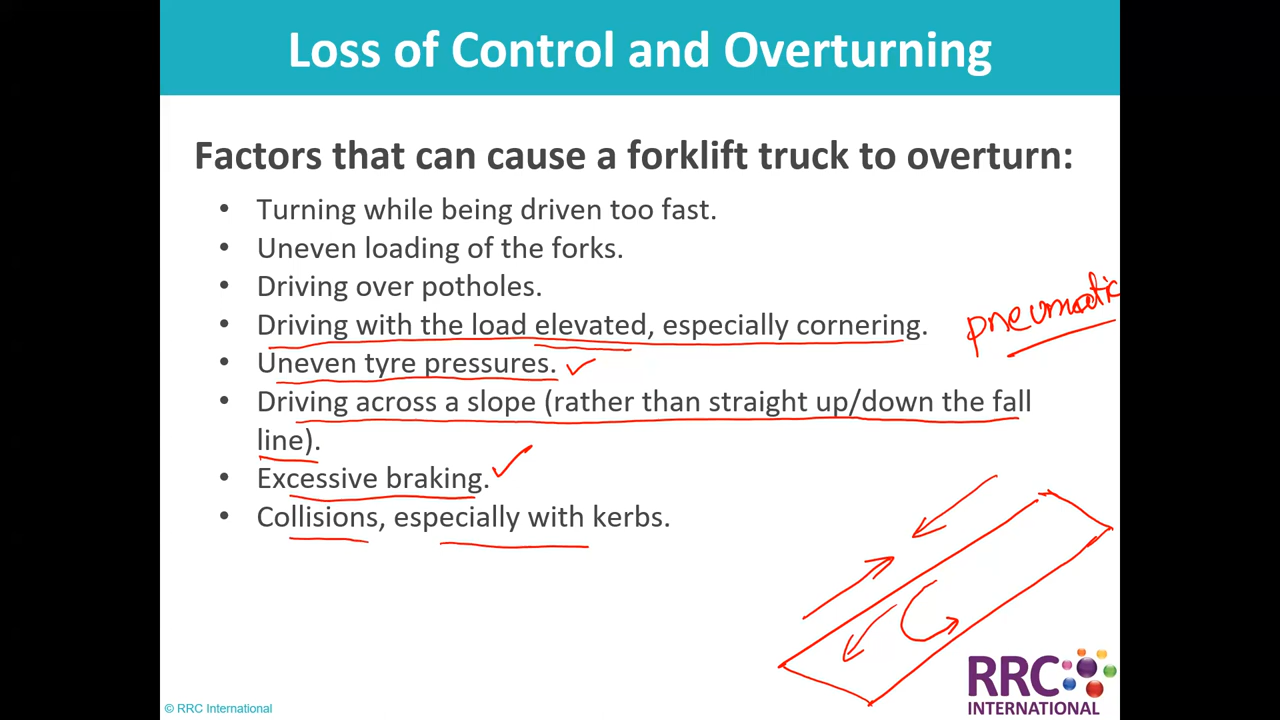 Loss of Control and Overturning
Factors that can cause a forklift truck to overturn:
• Turning while being driven too fast.
• Uneven loading of the forks.
• Driving over potholes.
• Driving with the load elevated, especially cornering.
pneumatic
• Uneven tyre pressures.
• Driving across a slope (rather than straight up/down the fall
line).
• Excessive braking.
• Collisions, especially with kerbs.
RRC
INTERNATIONAL
© RRC International